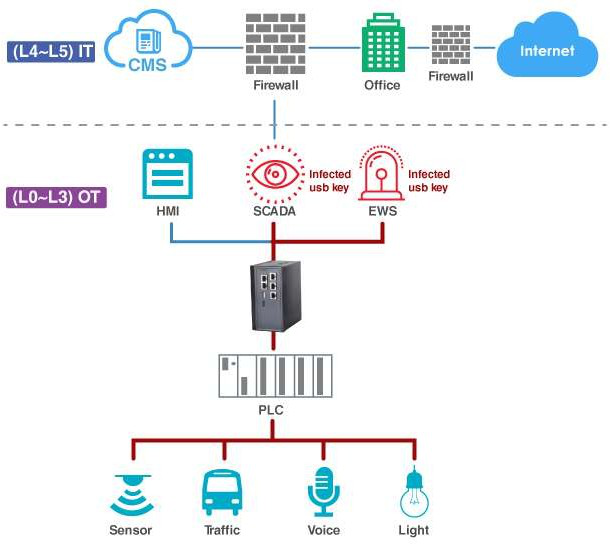 (L4~L5) IT
CMS
Firewall
Office
Firewall
Internet
(L0~L3) OT
HMI
SCADA
Infected
usb key
EWS
Infected
usb key
PLC
Sensor
Traffic
Voice
Light